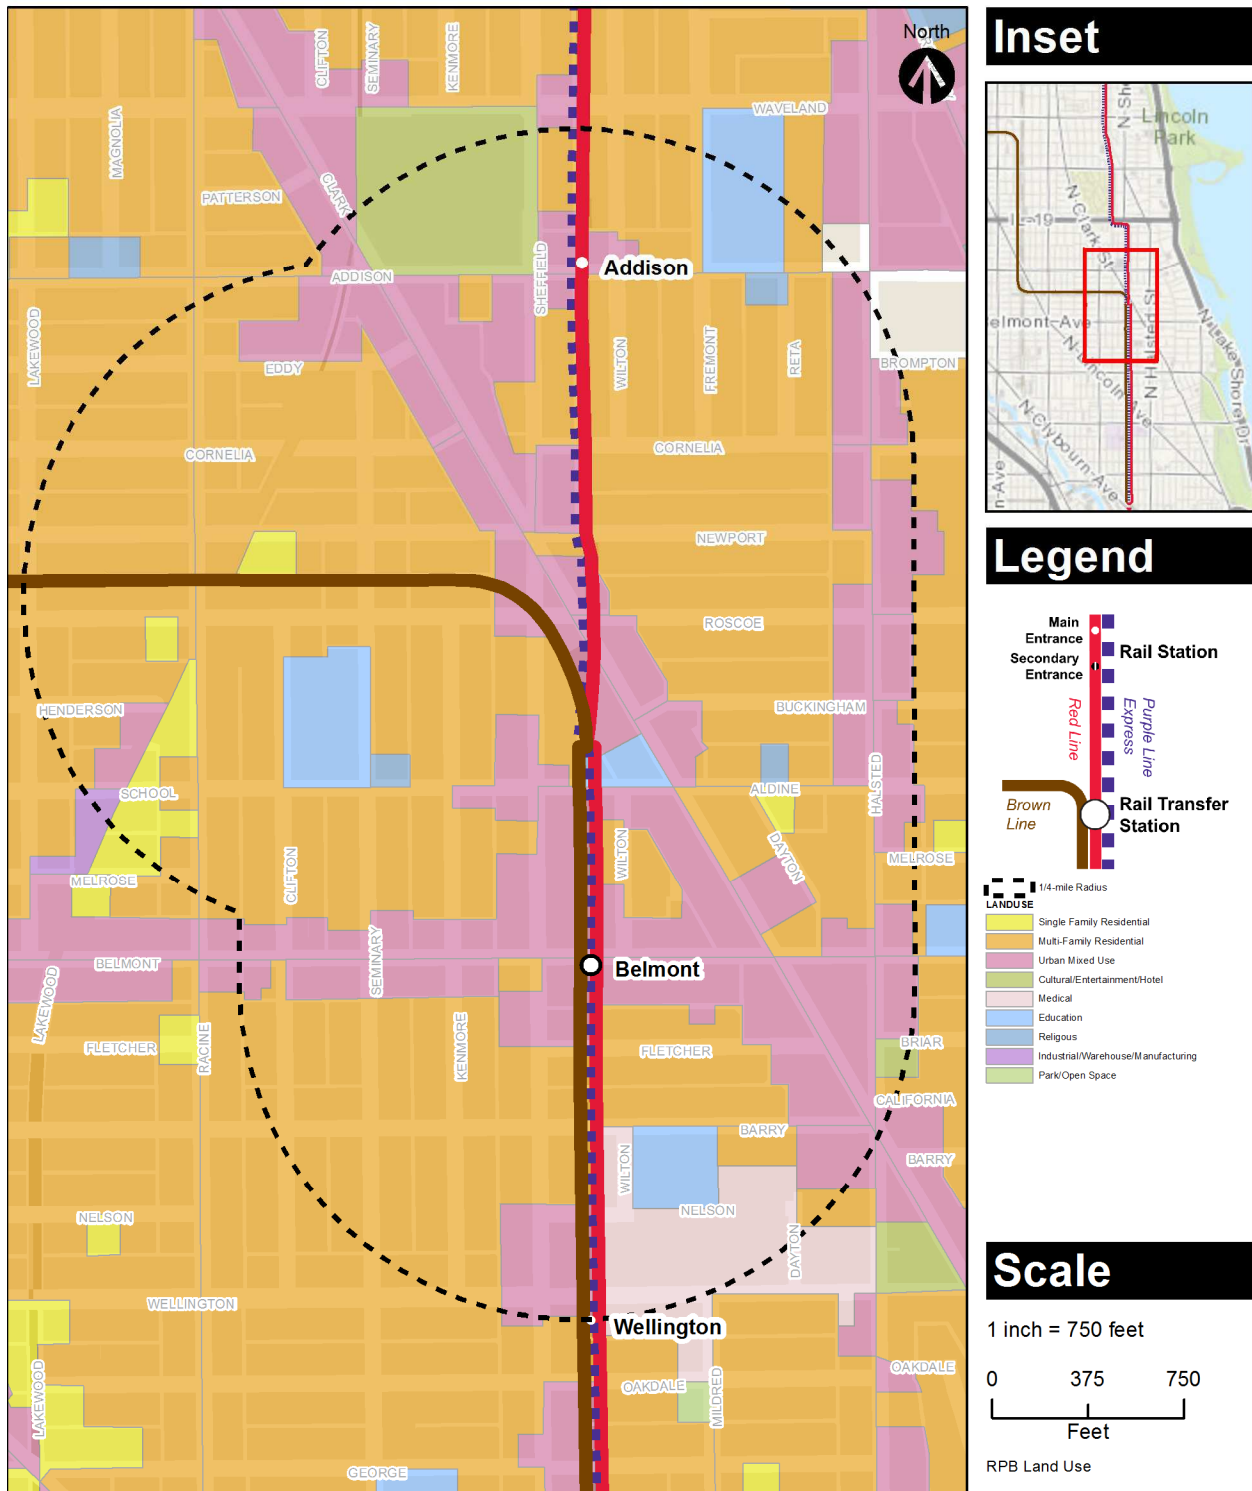 North
CLIFTON
SEMINARY
KENMORE
WAVELAND
MAGNOLIA
PATTERSON
CLARK
ADDISON
SHEFFIELD
Addison
LAKEWOOD
EDDY
WILTON
FREMONT
RETA
BROMPTON
CORNELIA
CORNELIA
NEWPORT
ROSCOE
HENDERSON
BUCKINGHAM
SCHOOL
ALDINE
HALSTED
MELROSE
CLIFTON
WILTON
DAYTON
MELROSE
BELMONT
SEMINARY
Belmont
LAKEWOOD
FLETCHER
RACINE
KENMORE
FLETCHER
BRIAR
CALIFORNIA
BARRY
BARRY
WILTON
NELSON
NELSON
DAYTON
WELLINGTON
Wellington
LAKEWOOD
OAKDALE
MILDRED
OAKDALE
GEORGE
Inset
N Sho
Lincoln
Park
IL-19
N Clark St
elmont-Ave
N-Halsted-St
N-Lake-Shore-Dr
N-Lincoln-Ave
N-Clybourn-Ave
n-Ave
Legend
Main
Entrance
Secondary
Entrance
Rail Station
Red Line
Purple Line
Express
Brown
Line
Rail Transfer
Station
1/4-mile Radius
LANDUSE
Single Family Residential
Multi-Family Residential
Urban Mixed Use
Cultural/Entertainment/Hotel
Medical
Education
Religous
Industrial/Warehouse/Manufacturing
Park/Open Space
Scale
1 inch = 750 feet
0 375 750
Feet
RPB Land Use